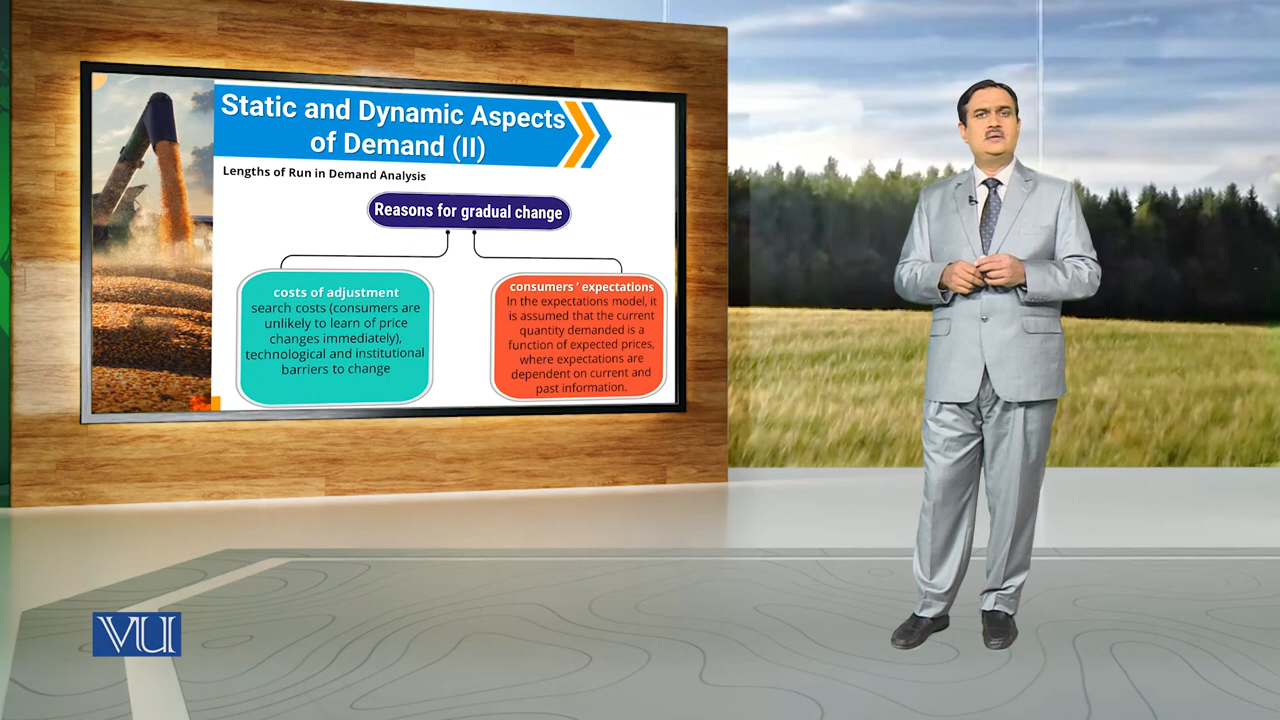 Static and Dynamic Aspects
of Demand (II)
Lengths of Run in Demand Analysis
Reasons for gradual change
costs of adjustment
search costs (consumers are
unlikely to learn of price
changes immediately),
technological and institutional
barriers to change
consumers ’ expectations
In the expectations model, it
is assumed that the current
quantity demanded is a
function of expected prices,
where expectations are
dependent on current and
past information.
VU